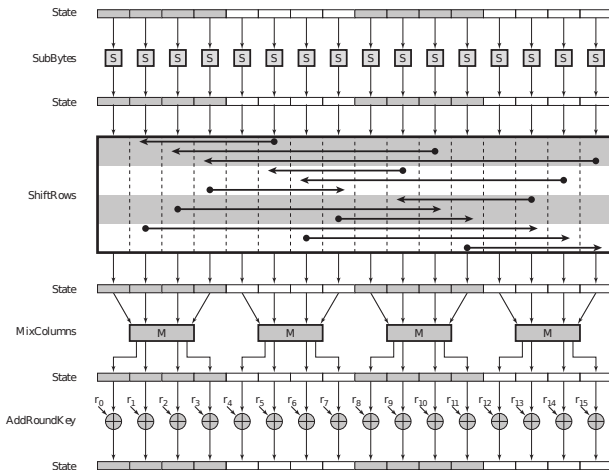 State
SubBytes S S S S S S S S S S S S S S S S
State
ShiftRows
State
MixColumns M M M M
State
r0 r1 r2 r3 r4 r5 r6 r7 r8 r9 r10 r11 r12 r13 r14 r15
AddRoundKey
State